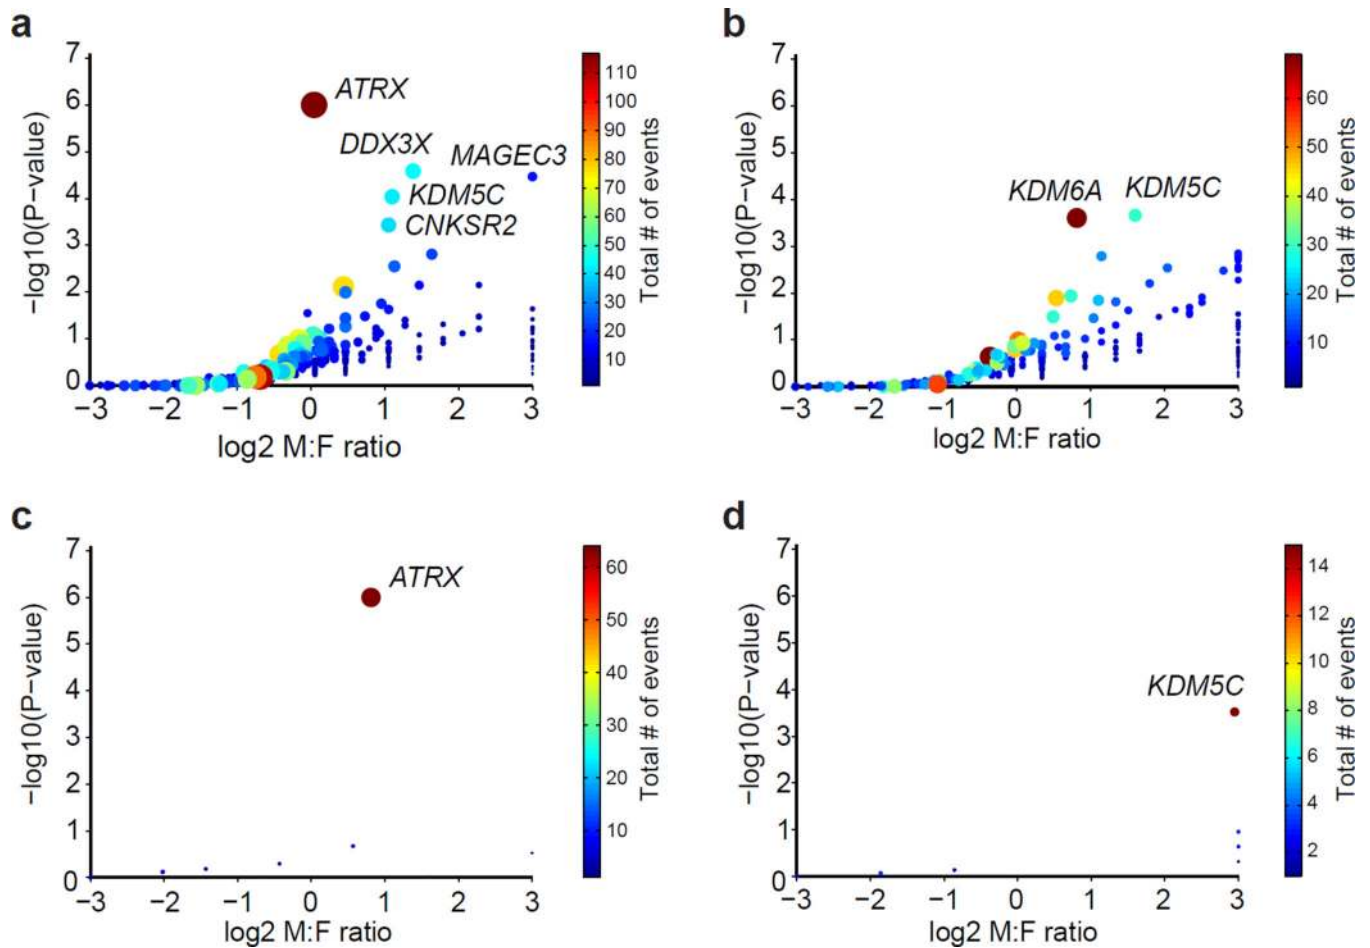 a
7
6
5
4
3
2
1
0
−log10(P−value)
ATRX
DDX3X
MAGEC3
KDM5C
CNKSR2
−3 −2 −1 0 1 2 3
log2 M:F ratio
110
100
90
80
70
60
50
40
30
20
10
Total # of events
b
7
6
5
4
3
2
1
0
−log10(P−value)
KDM6A
KDM5C
−3 −2 −1 0 1 2 3
log2 M:F ratio
60
50
40
30
20
10
Total # of events
c
7
6
5
4
3
2
1
0
−log10(P−value)
ATRX
−3 −2 −1 0 1 2 3
log2 M:F ratio
60
50
40
30
20
10
Total # of events
d
7
6
5
4
3
2
1
0
−log10(P−value)
KDM5C
−3 −2 −1 0 1 2 3
log2 M:F ratio
14
12
10
8
6
4
2
Total # of events